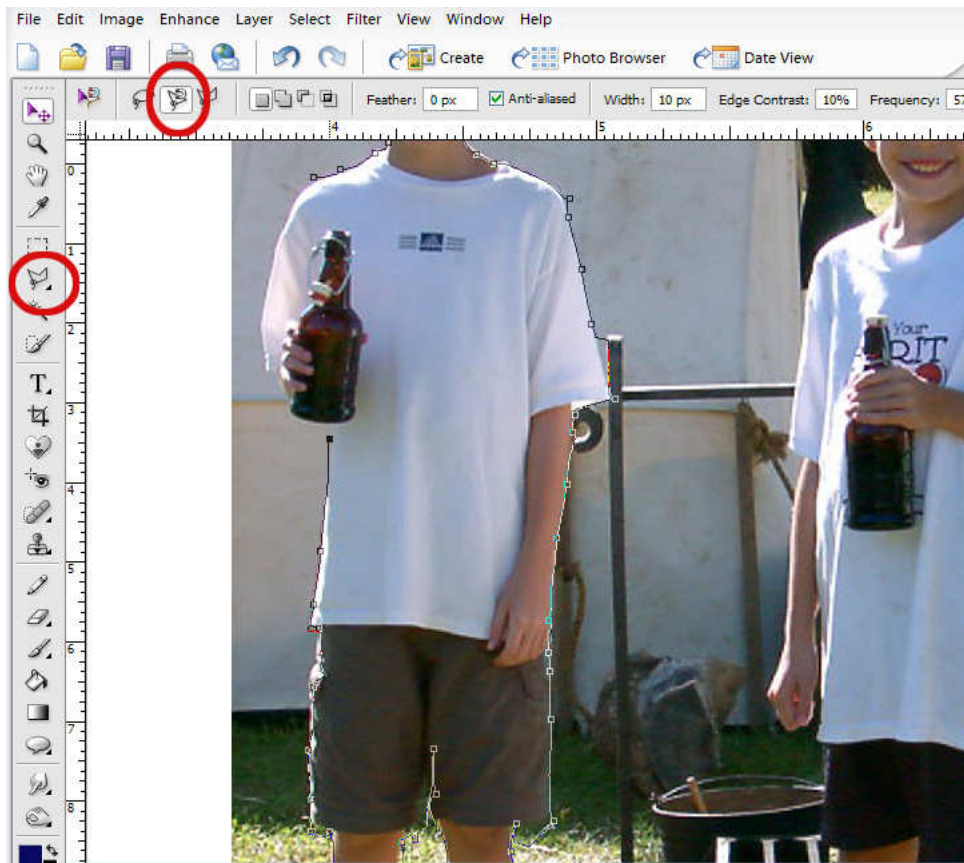 File Edit Image Enhance Layer Select Filter View Window Help
Create Photo Browser Date View
Feather: 0 px Anti-aliased Width: 10 px Edge Contrast: 10% Frequency: 57
4 5 6
0
1
2
3
4
5
6
7
8
T
Your
RIT